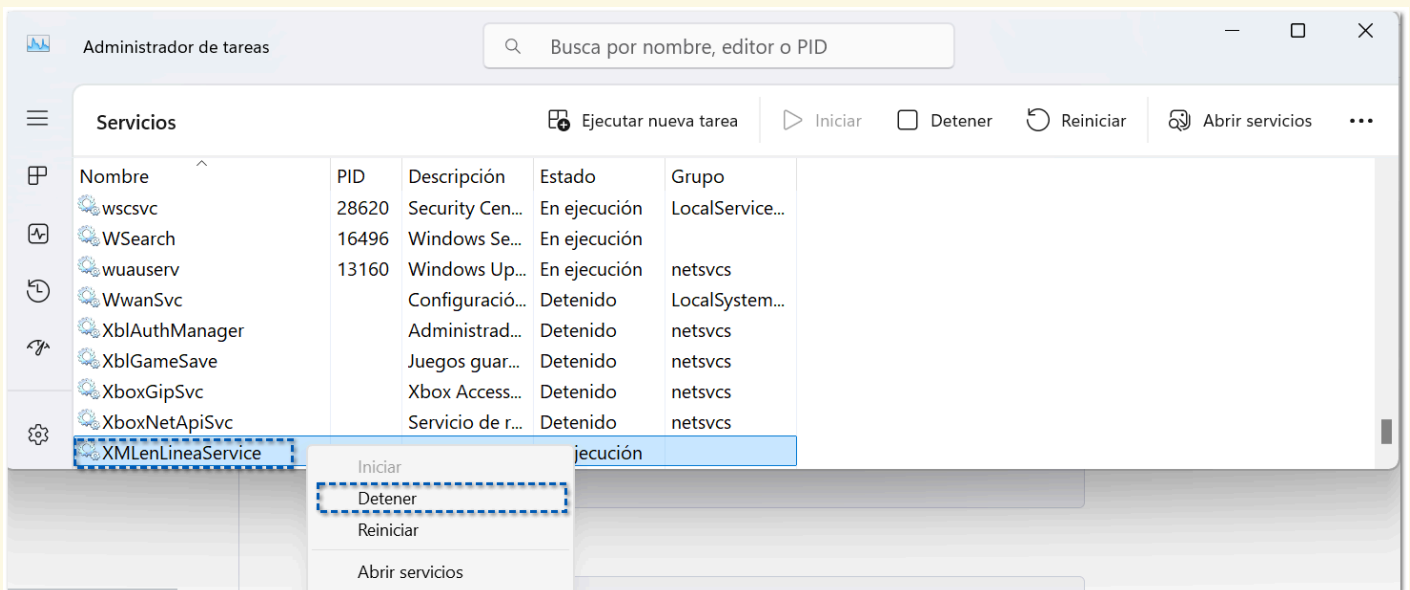 Administrador de tareas
Busca por nombre, editor o PID
Servicios
Ejecutar nueva tarea
Iniciar
Detener
Reiniciar
Abrir servicios
Nombre PID Descripción Estado Grupo
wscsvc 28620 Security Cen... En ejecución LocalService...
WSearch 16496 Windows Se... En ejecución
wuauserv 13160 Windows Up... En ejecución netsvcs
WwanSvc Configuració... Detenido LocalSystem...
XblAuthManager Administrad... Detenido netsvcs
XblGameSave Juegos guar... Detenido netsvcs
XboxGipSvc Xbox Access... Detenido netsvcs
XboxNetApiSvc Servicio de r... Detenido netsvcs
XMLenLineaService jecución
Iniciar
Detener
Reiniciar
Abrir servicios